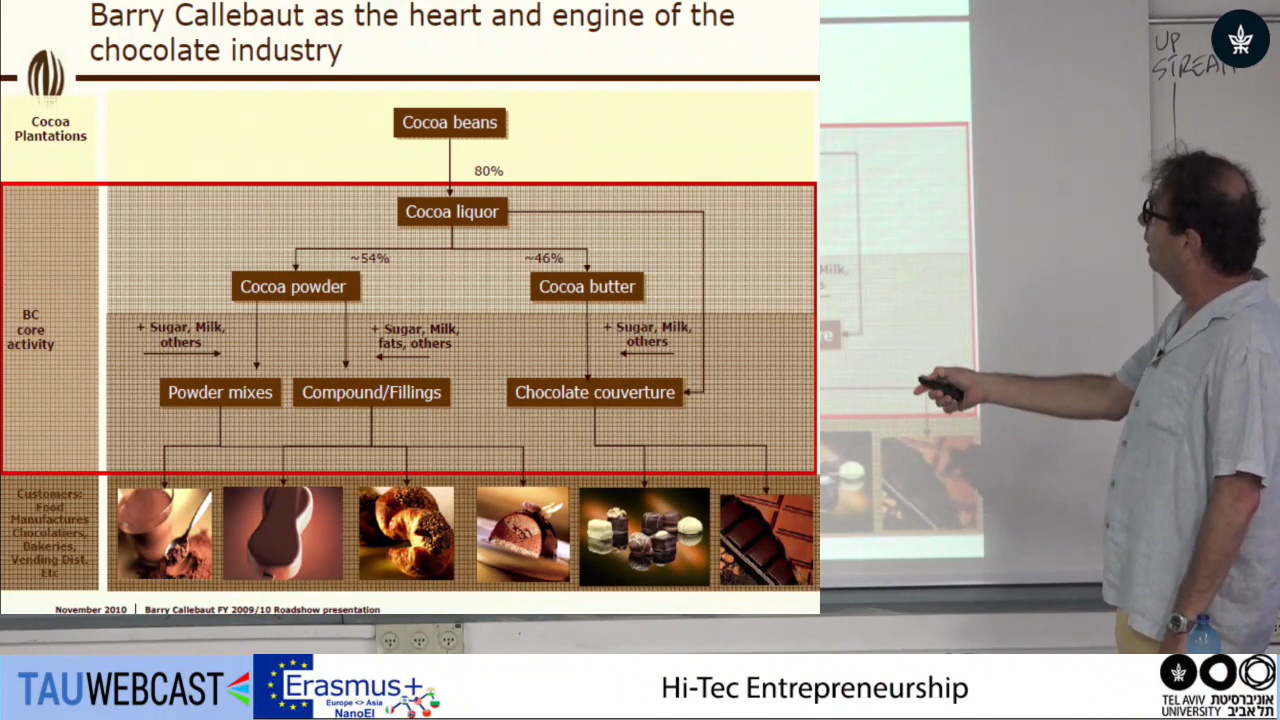 Barry Callebaut as the heart and engine of the
chocolate industry
Cocoa
Plantations
Cocoa beans
80%
Cocoa liquor
~54%
~46%
Cocoa powder
Cocoa butter
BC
core
activity
+ Sugar, Milk,
others
+ Sugar, Milk,
fats, others
+ Sugar, Milk,
others
Powder mixes
Compound/Fillings
Chocolate couverture
Customers:
Food
Manufactures
Chocolatiers,
Bakeries,
Vending Dist.
Etc
November 2010 | Barry Callebaut FY 2009/10 Roadshow presentation
UP
STREAM
Milk,
re
TAUWEBCAST
Erasmus+
Europe <> Asia
NanoEl
Hi-Tec Entrepreneurship
TEL AVIV אוניברסיטת
UNIVERSITY תל אביב